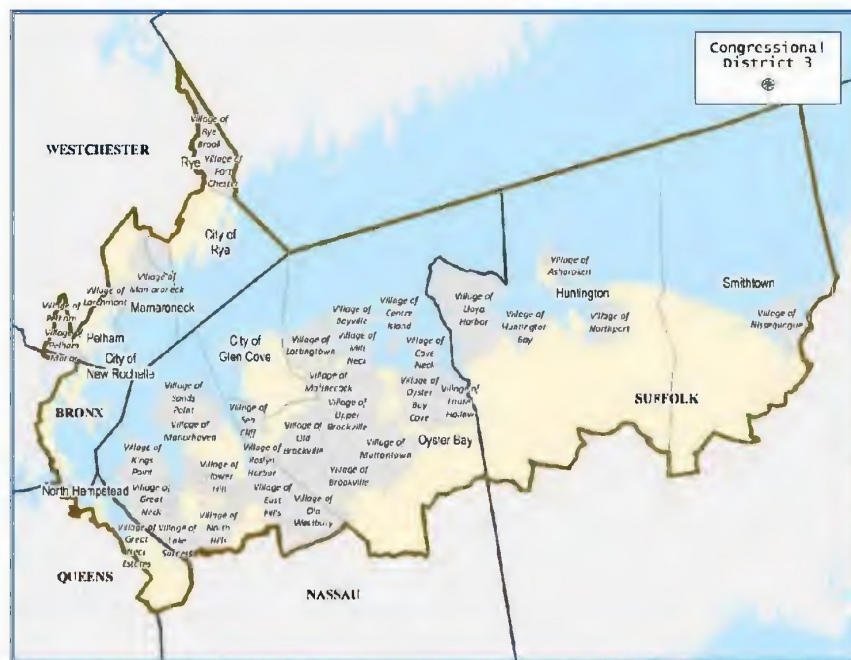 Congressional
District 3
WESTCHESTER
Village of
Rye
Brook
Rye
Village of
Port
Chester
City of
Rye
Village of
Mamaroneck
Village of
Larchmont
Mamaroneck
Village of
Pelham
Pelham
Village of
Pelham
Manor
City of
New Rochelle
BRONX
City of
Glen Cove
Village of
Lattingtown
Village of
Bayville
Village of
Centre
Island
Village of
Mill
Neck
Village of
Cove
Neck
Village of
Lloyd
Harbor
Village of
Asharoken
Huntington
Village of
Huntington
Bay
Village of
Northport
Smithtown
Village of
Nissequogue
Village of
Matinecock
Village of
Sands
Point
Village of
Manorhaven
Village of
Sea
Cliff
Village of
Upper
Brookville
Village of
Oyster
Bay
Cove
Village of
Laurel
Hollow
SUFFOLK
Village of
Old
Brookville
Village of
Muttontown
Oyster Bay
Village of
Kings
Point
Village of
Roslyn
Harbor
Village of
Flower
Hill
Village of
Brookville
North Hempstead
Village of
Great
Neck
Village of
East
Hills
Village of
Old
Westbury
Village of
Great
Neck
Estates
Village of
Lake
Success
Village of
North
Hills
QUEENS
NASSAU